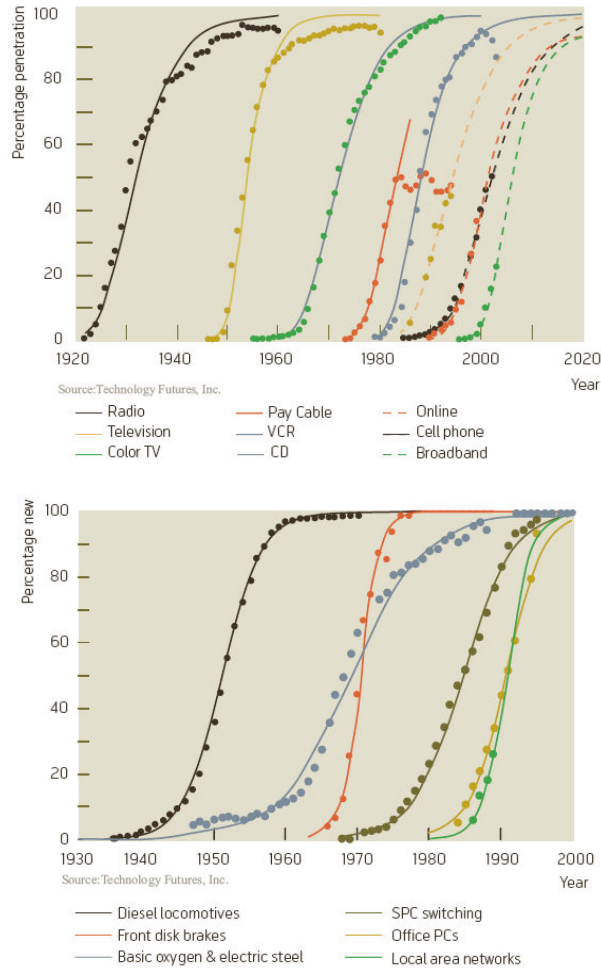 Percentage penetration
100
80
60
40
20
0
1920 1940 1960 1980 2000 2020
Source:Technology Futures, Inc.
Year
Radio Pay Cable Online
Television VCR Cell phone
Color TV CD Broadband
Percentage new
100
80
60
40
20
0
1930 1940 1950 1960 1970 1980 1990 2000
Source:Technology Futures, Inc.
Year
Diesel locomotives SPC switching
Front disk brakes Office PCs
Basic oxygen & electric steel Local area networks